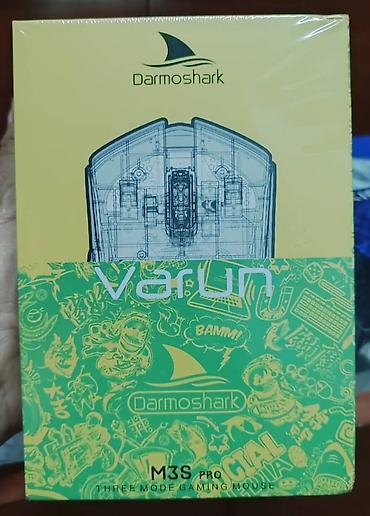 Darmoshark
Varun
BAMM!
Darmoshark
M3S PRO
THREE MODE GAMING MOUSE